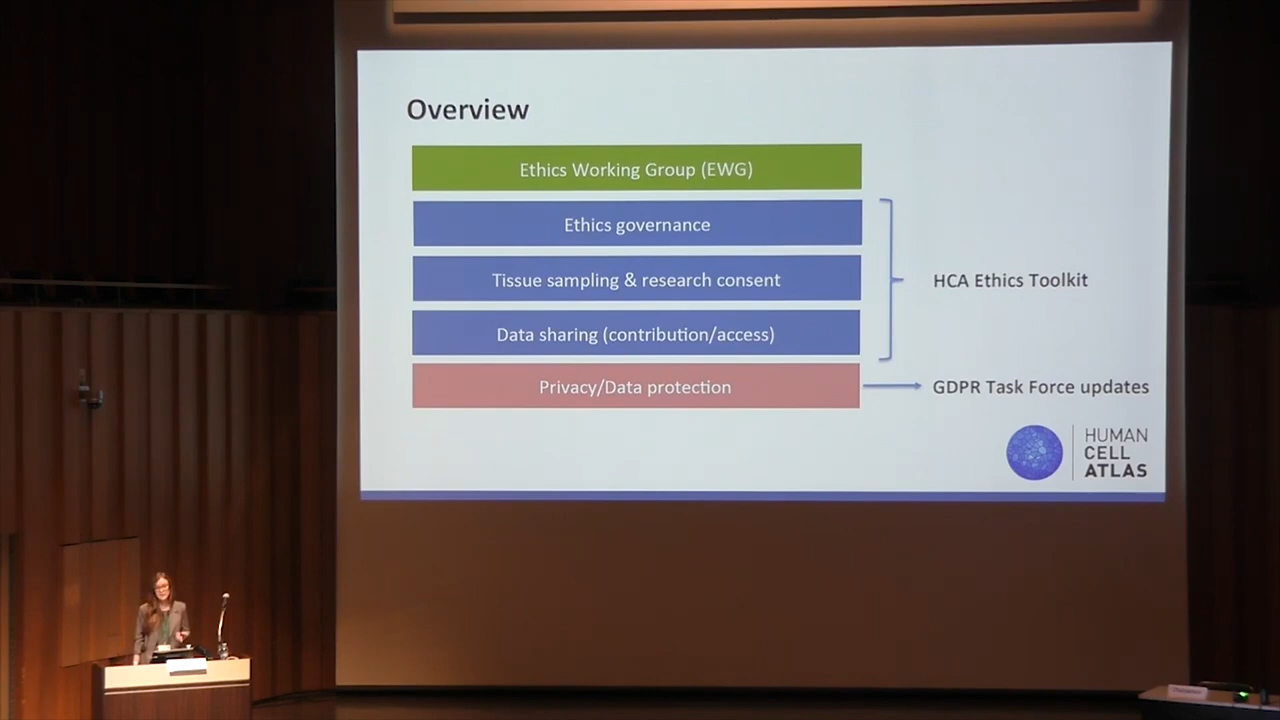 Overview
Ethics Working Group (EWG)
Ethics governance
Tissue sampling & research consent
HCA Ethics Toolkit
Data sharing (contribution/access)
Privacy/Data protection
GDPR Task Force updates
HUMAN
CELL
ATLAS